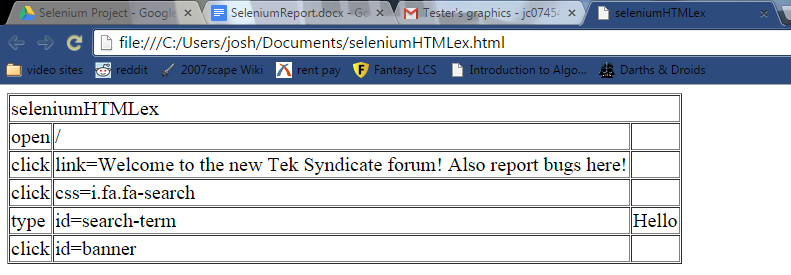 Selenium Project - Google
SeleniumReport.docx - Go
Tester's graphics - jc0745
seleniumHTMLex
file:///C:/Users/josh/Documents/seleniumHTMLex.html
video sites reddit 2007scape Wiki rent pay Fantasy LCS Introduction to Algo... Darths & Droids
seleniumHTMLex
open /
click link=Welcome to the new Tek Syndicate forum! Also report bugs here!
click css=i.fa.fa-search
type id=search-term Hello
click id=banner